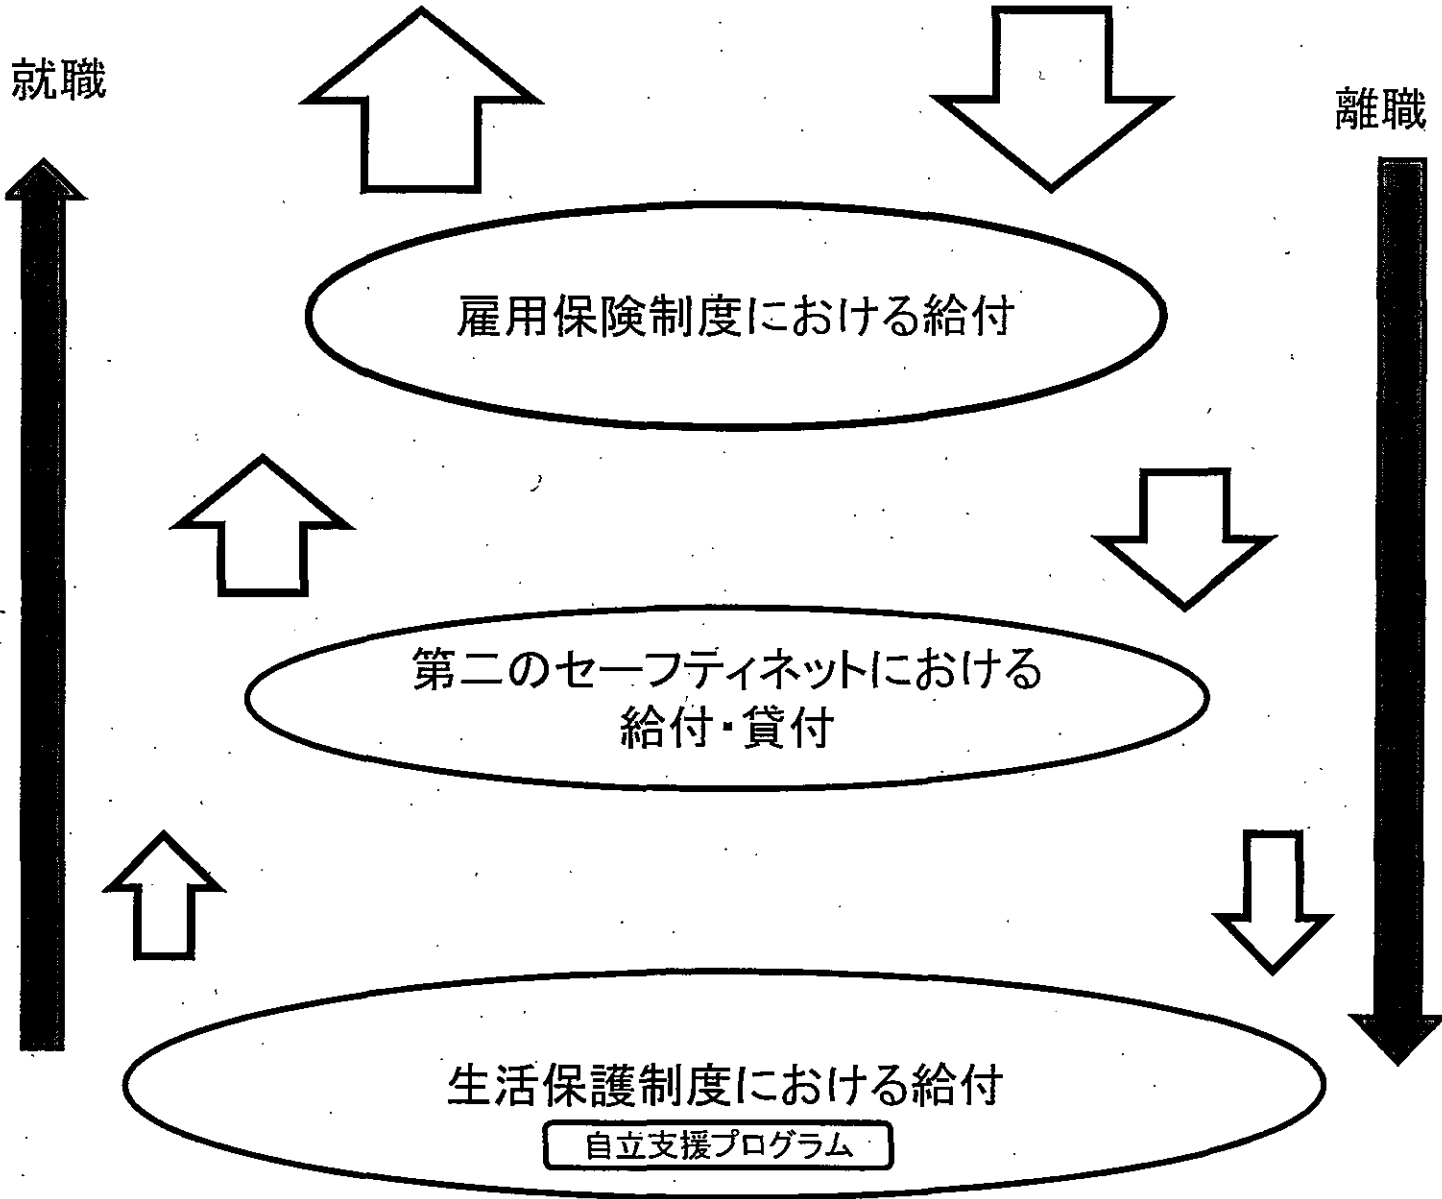 就職
離職
雇用保険制度における給付
第二のセーフティネットにおける
給付・貸付
生活保護制度における給付
自立支援プログラム